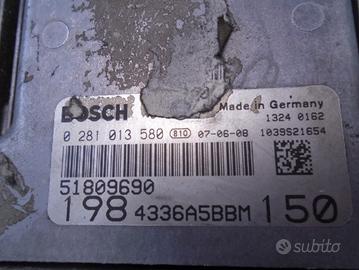 BOSCH
Made in Germany
1324 0162
0 281 013 580 810 07-06-08 1039S21654
51809690
198 4336A5BBM 150
subito